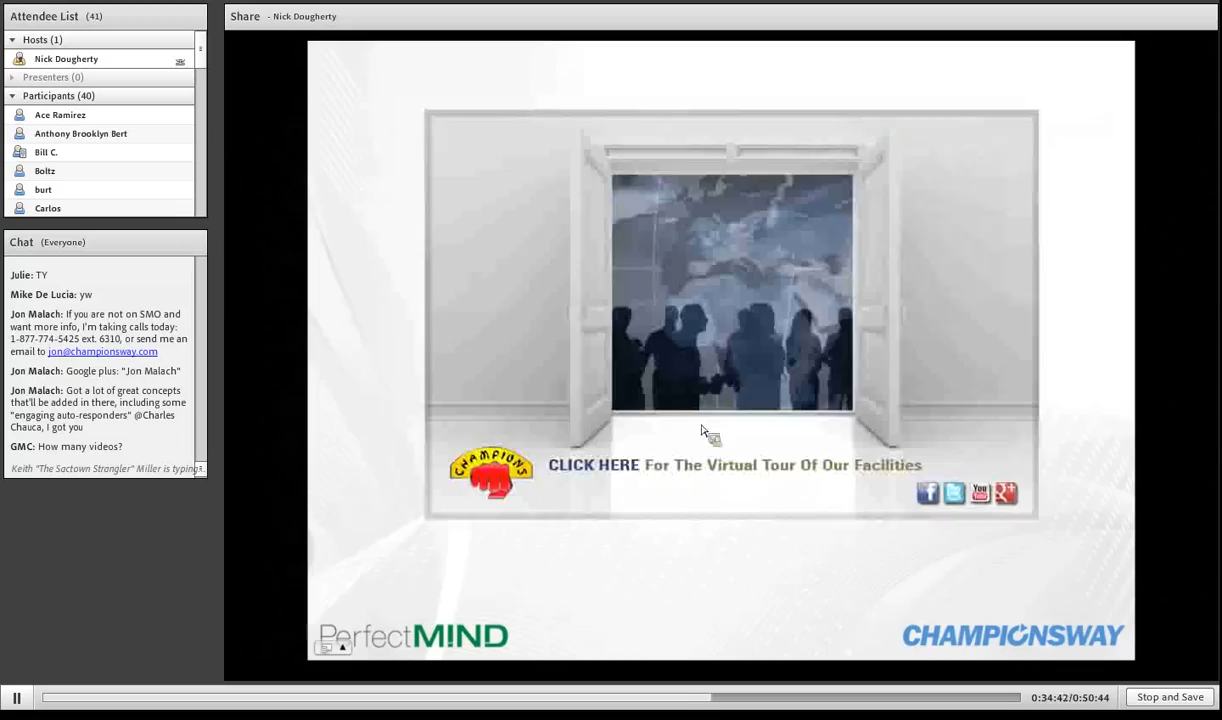 Attendee List (41)
Hosts (1)
Nick Dougherty
Presenters (0)
Participants (40)
Ace Ramirez
Anthony Brooklyn Bert
Bill C.
Boltz
burt
Carlos
Chat (Everyone)
Julie: TY
Mike De Lucia: yw
Jon Malach: If you are not on SMO and
want more info, I'm taking calls today:
1-877-774-5425 ext. 6310, or send me an
email to jon@championsway.com
Jon Malach: Google plus: "Jon Malach"
Jon Malach: Got a lot of great concepts
that'll be added in there, including some
"engaging auto-responders" @Charles
Chauca, I got you
GMC: How many videos?
Keith "The Sactown Strangler" Miller is typing...
Share - Nick Dougherty
CHAMPIONS
CLICK HERE For The Virtual Tour Of Our Facilities
f
You
Tube
g+
PerfectMIND
CHAMPIONSWAY
0:34:42/0:50:44
Stop and Save